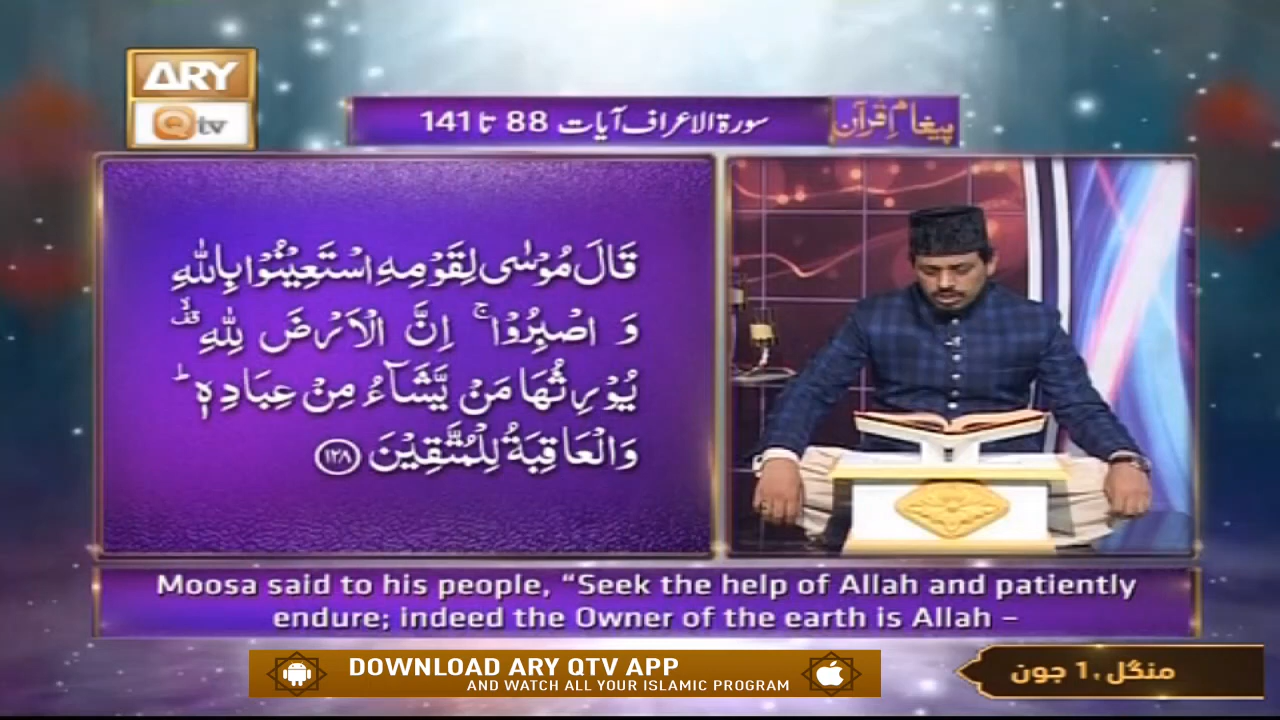 ARY
Qtv
سورۃ الاعراف آیات 88 تا 141
پیغامِ قرآن
قَالَ مُوْسٰى لِقَوْمِهِ اسْتَعِيْنُوْا بِاللّٰهِ
وَ اصْبِرُوْا ۚ اِنَّ الْاَرْضَ لِلّٰهِ ۙ۫
يُوْرِثُهَا مَنْ يَّشَآءُ مِنْ عِبَادِهٖ ؕ
وَالْعَاقِبَةُ لِلْمُتَّقِيْنَ ﴿۱۲۸﴾
Moosa said to his people, “Seek the help of Allah and patiently
endure; indeed the Owner of the earth is Allah –
DOWNLOAD ARY QTV APP
AND WATCH ALL YOUR ISLAMIC PROGRAM
منگل، 1 جون